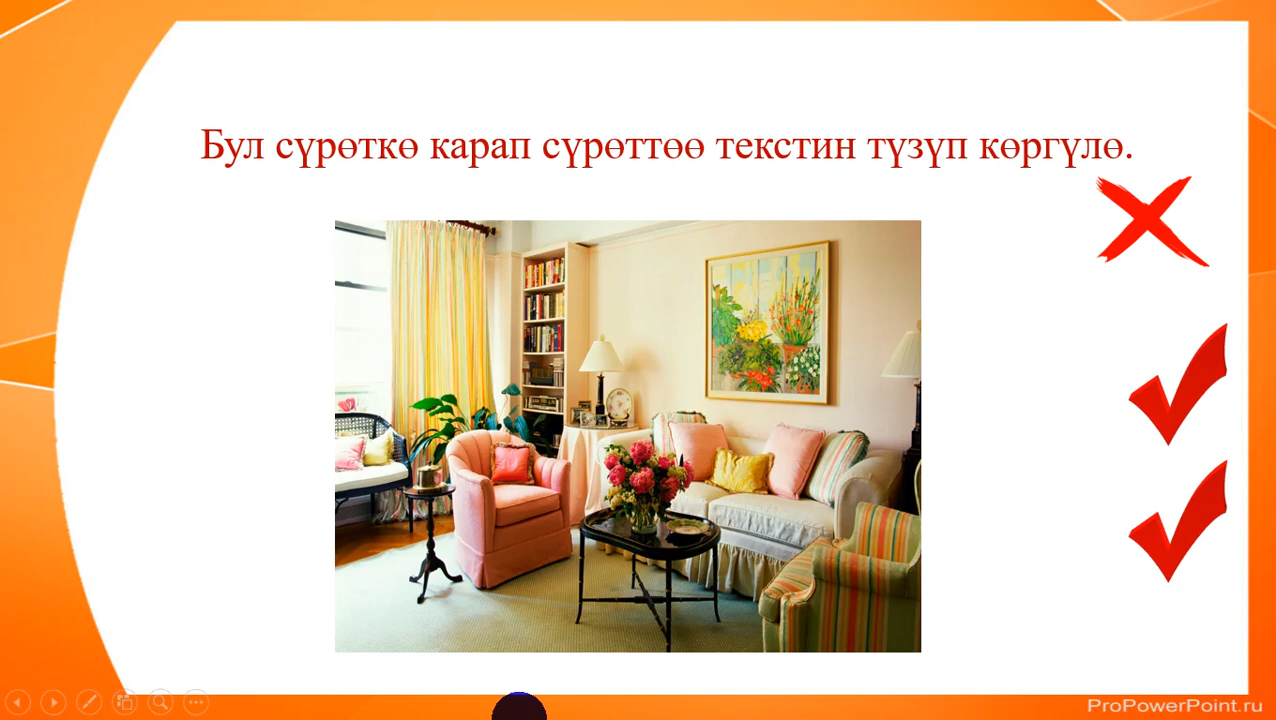 Бул сүрөткө карап сүрөттөө текстин түзүп көргүлө.
ProPowerPoint.ru